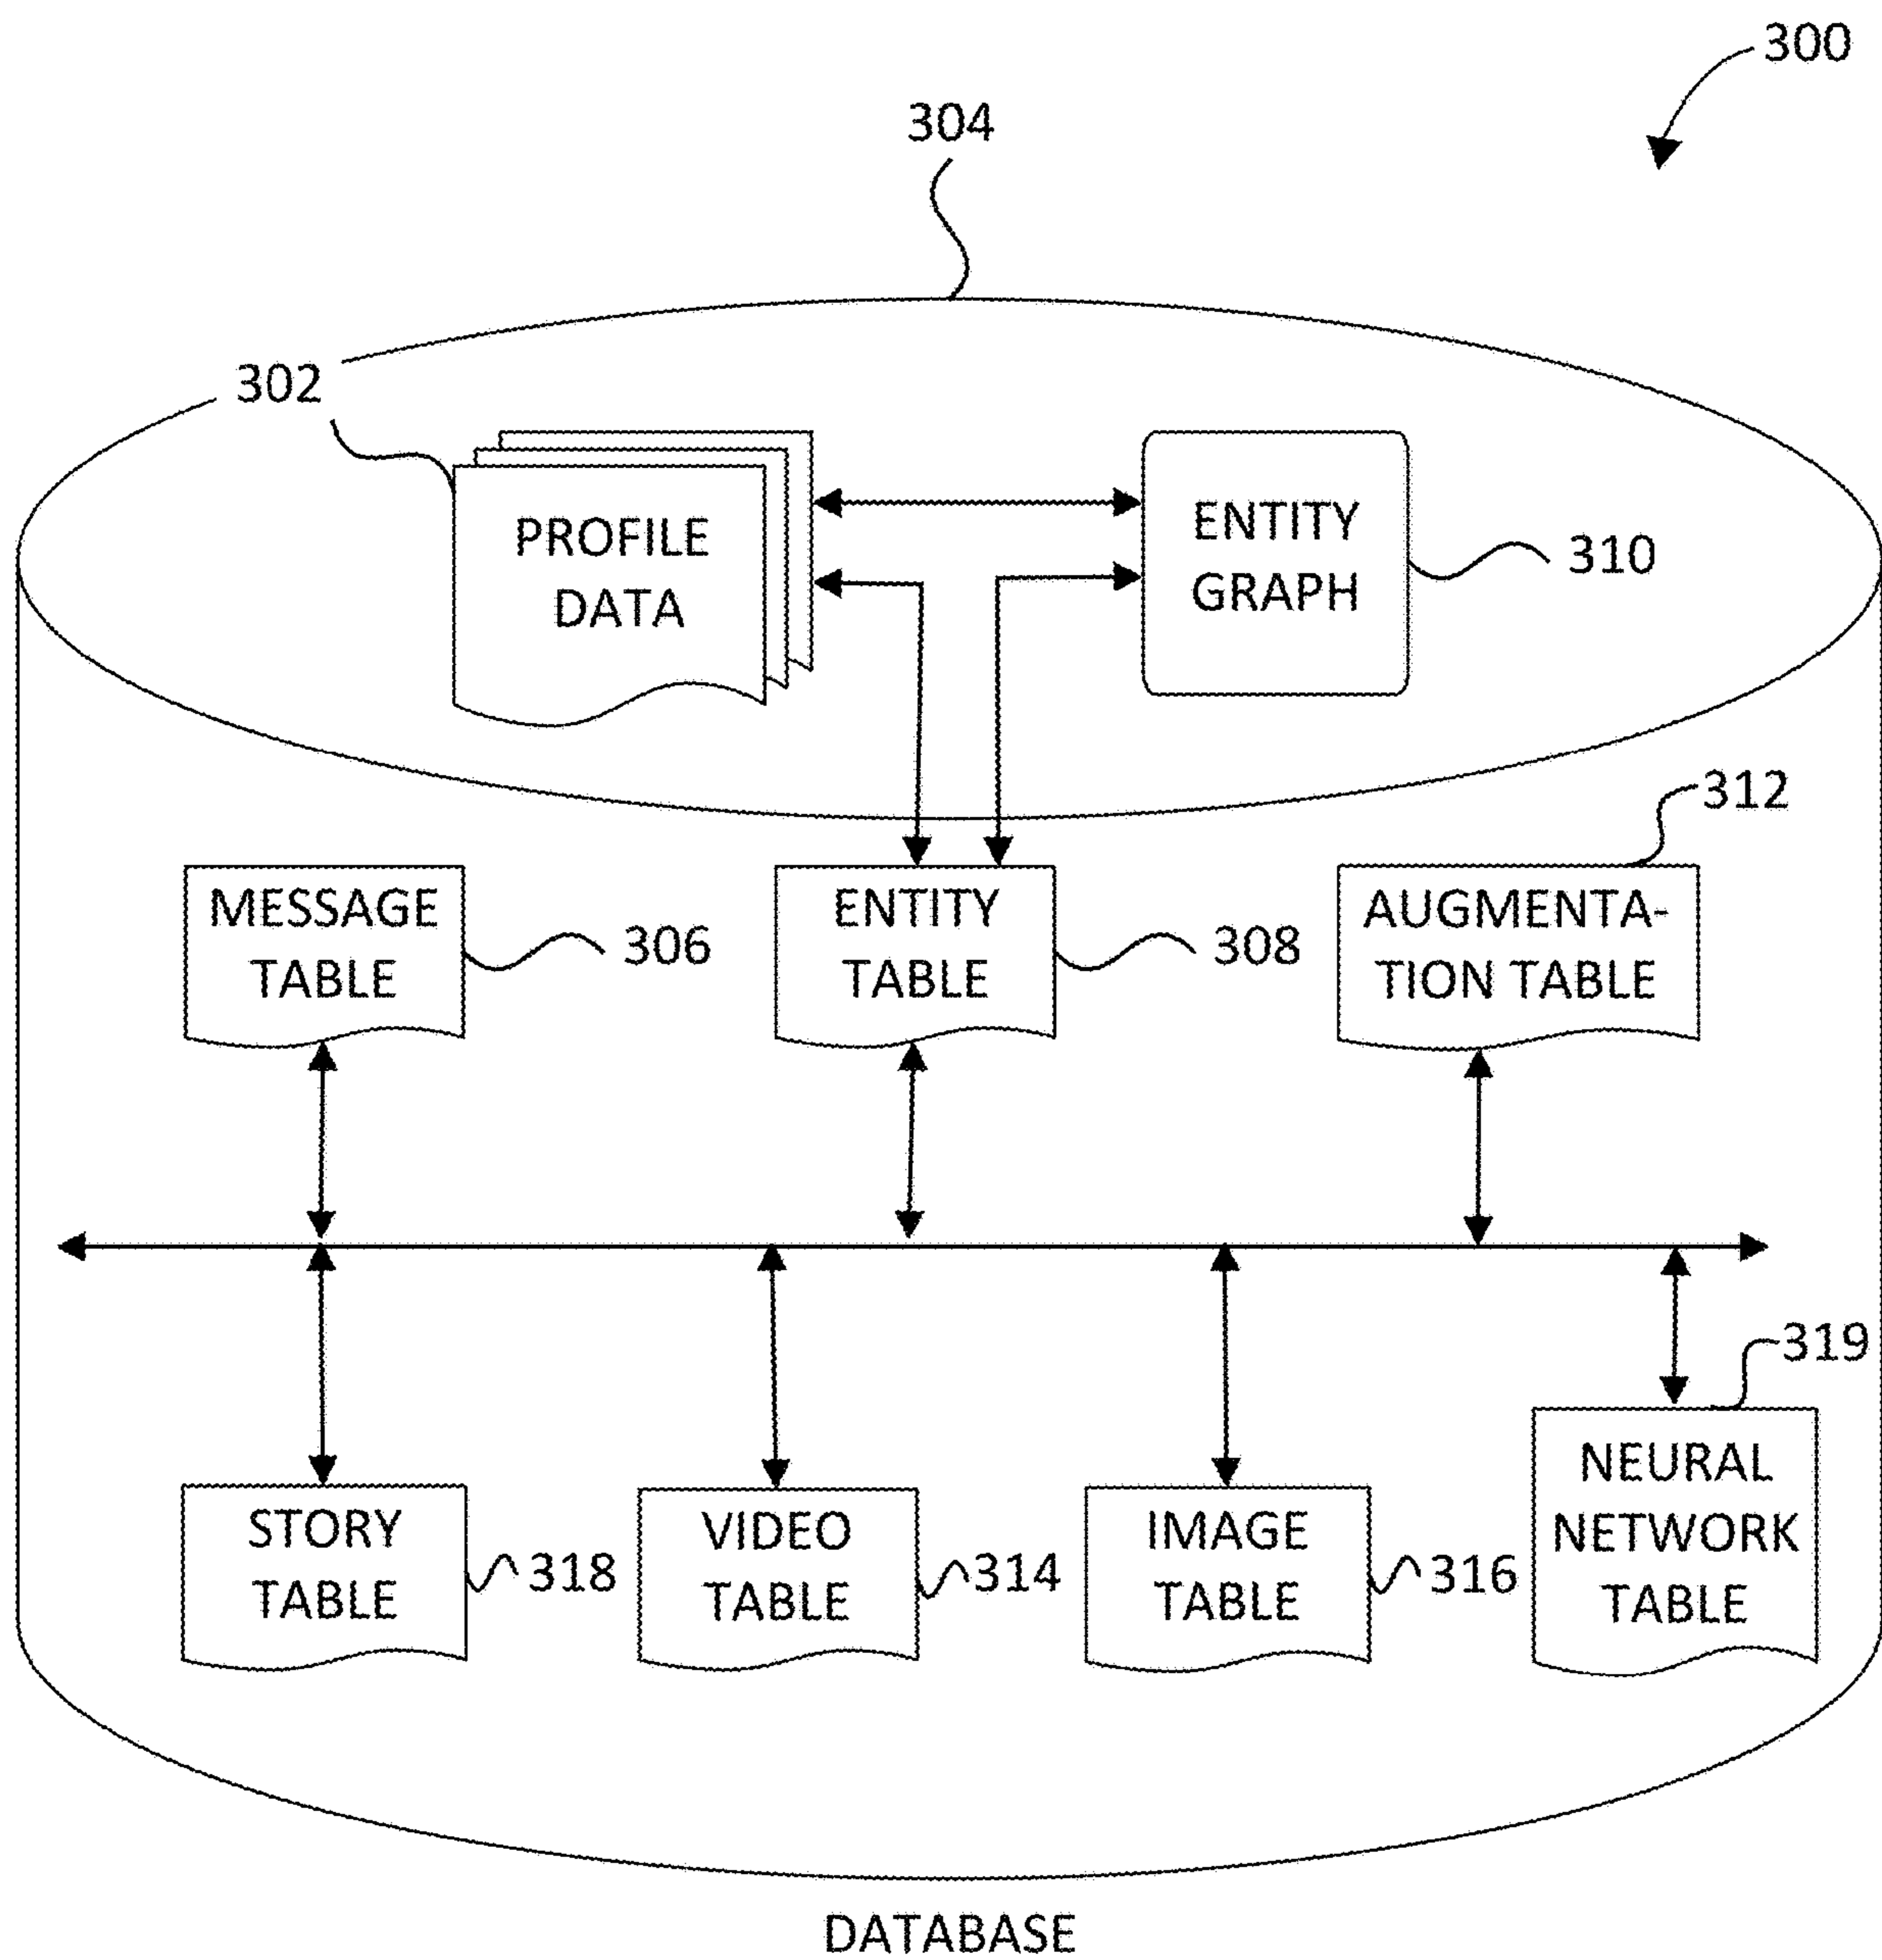 300
304
302
PROFILE
DATA
ENTITY
GRAPH
310
312
MESSAGE
TABLE
306
ENTITY
TABLE
308
AUGMENTA-
TION TABLE
319
STORY
TABLE
318
VIDEO
TABLE
314
IMAGE
TABLE
316
NEURAL
NETWORK
TABLE
DATABASE